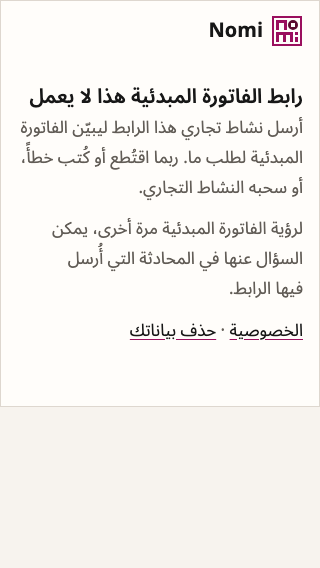 Nomi
رابط الفاتورة المبدئية هذا لا يعمل
أرسل نشاط تجاري هذا الرابط ليبيّن الفاتورة
المبدئية لطلب ما. ربما اقتُطع أو كُتب خطأً،
أو سحبه النشاط التجاري.
لرؤية الفاتورة المبدئية مرة أخرى، يمكن
السؤال عنها في المحادثة التي أُرسل
فيها الرابط.
الخصوصية · حذف بياناتك